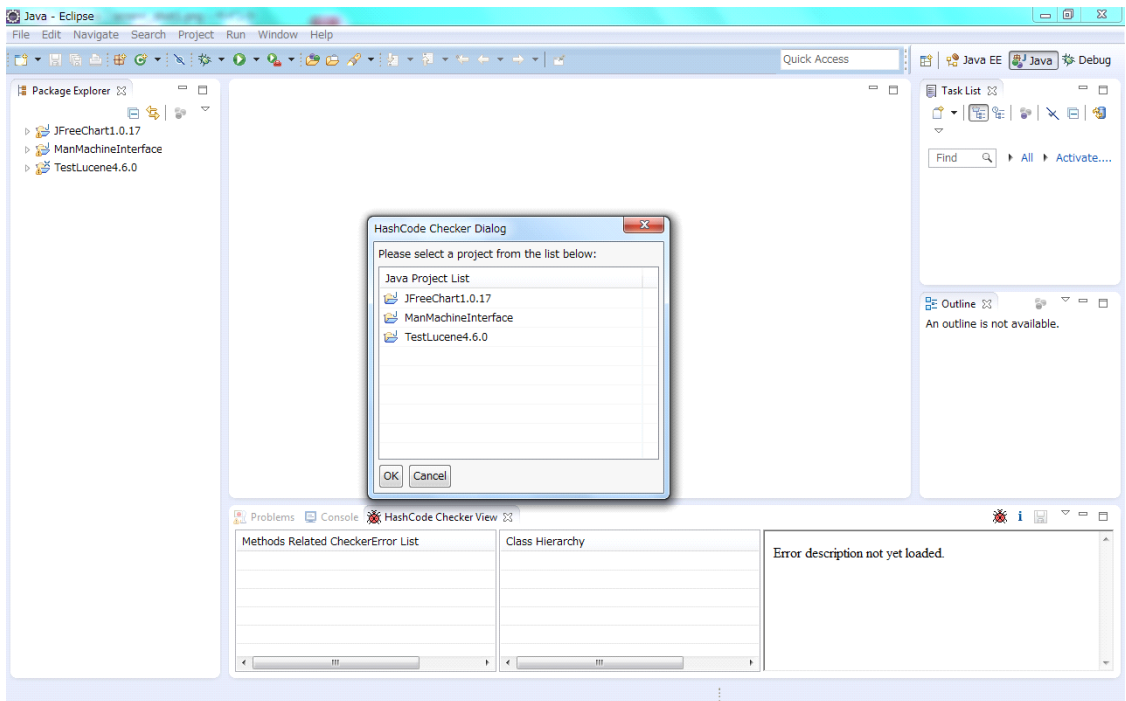 Java - Eclipse
File Edit Navigate Search Project Run Window Help
Quick Access
Java EE
Java
Debug
Package Explorer
JFreeChart1.0.17
ManMachineInterface
TestLucene4.6.0
Task List
Find
All
Activate....
HashCode Checker Dialog
Please select a project from the list below:
Java Project List
JFreeChart1.0.17
ManMachineInterface
TestLucene4.6.0
OK
Cancel
Outline
An outline is not available.
Problems
Console
HashCode Checker View
Methods Related CheckerError List
Class Hierarchy
Error description not yet loaded.